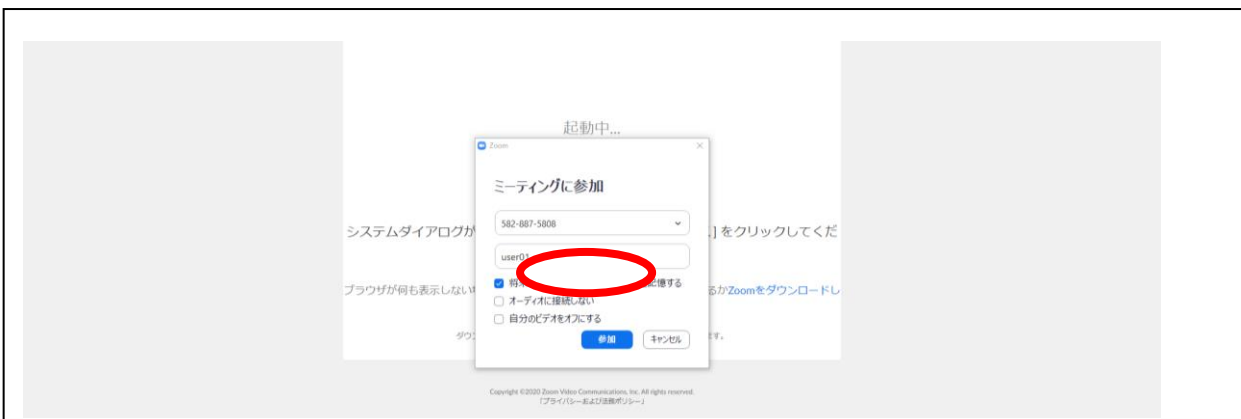 起動中...
Zoom
ミーティングに参加
582-887-5808
システムダイアログが
] をクリックしてくだ
user01
将来
記憶する
ブラウザが何も表示しない
るかZoomをダウンロードし
オーディオに接続しない
自分のビデオをオフにする
ダウ
ます。
参加
キャンセル
Copyright ©2020 Zoom Video Communications, Inc. All rights reserved.
「プライバシーおよび法務ポリシー」